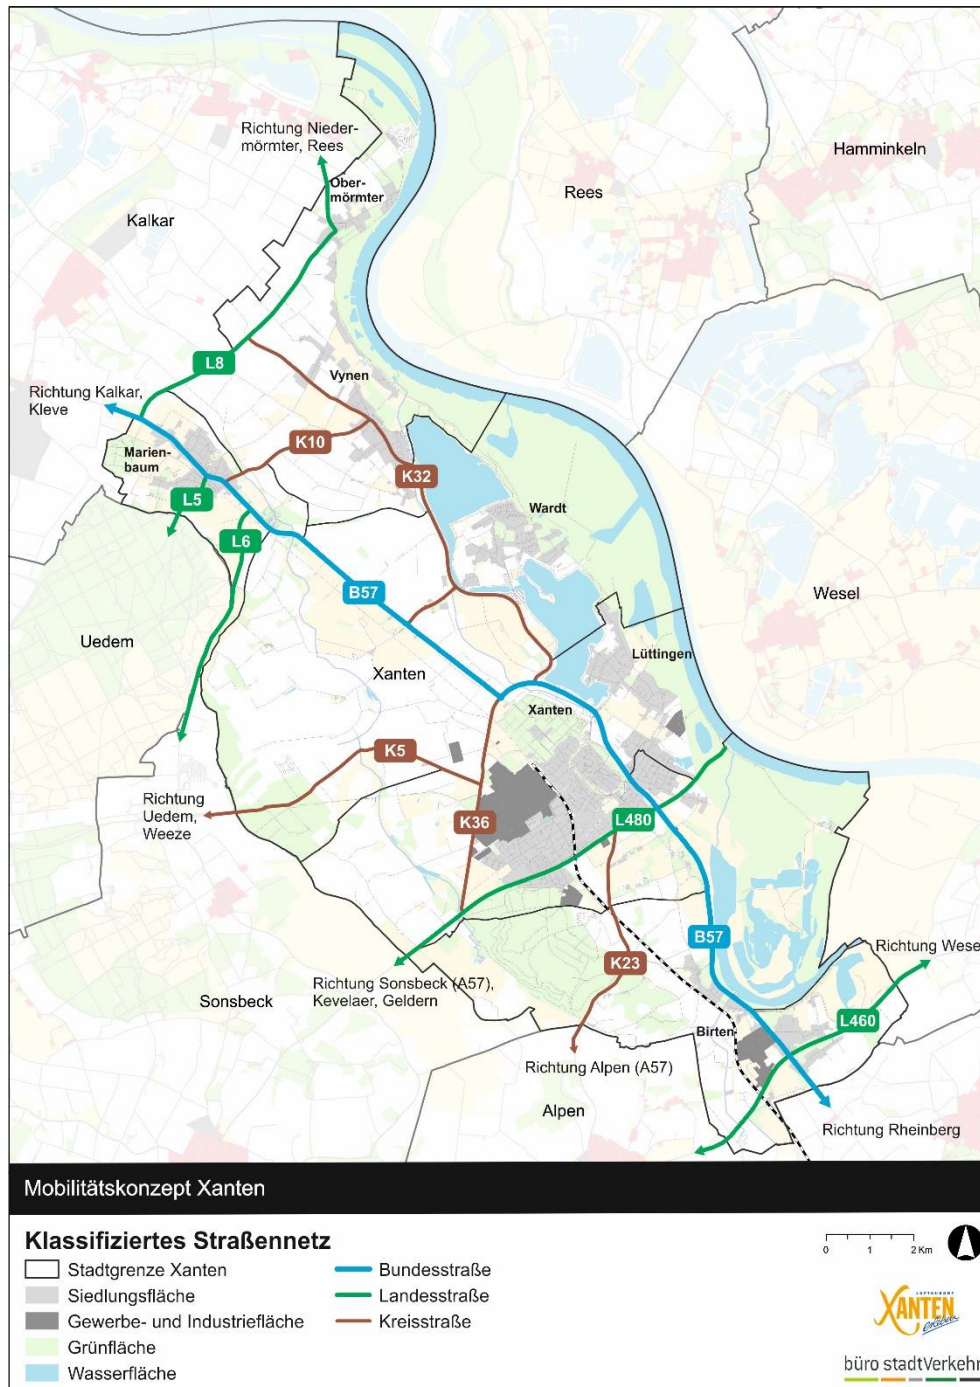 Richtung Nieder-
mörmter, Rees
Hamminkeln
Ober-
mörmter
Rees
Kalkar
L8
Vynen
Richtung Kalkar,
Kleve
K10
Marien-
baum
K32
L5
Wardt
L6
B57
Wesel
Uedem
Lüttingen
Xanten
Xanten
K5
Richtung
Uedem,
Weeze
K36
L480
B57
Richtung Wesel
K23
Richtung Sonsbeck (A57),
Kevelaer, Geldern
Sonsbeck
L460
Birten
Richtung Alpen (A57)
Alpen
Richtung Rheinberg
Mobilitätskonzept Xanten
Klassifiziertes Straßennetz
Stadtgrenze Xanten
Siedlungsfläche
Gewerbe- und Industriefläche
Grünfläche
Wasserfläche
Bundesstraße
Landesstraße
Kreisstraße
0 1 2 Km
LUFTKURORT
XANTEN
erleben
büro stadtVerkehr